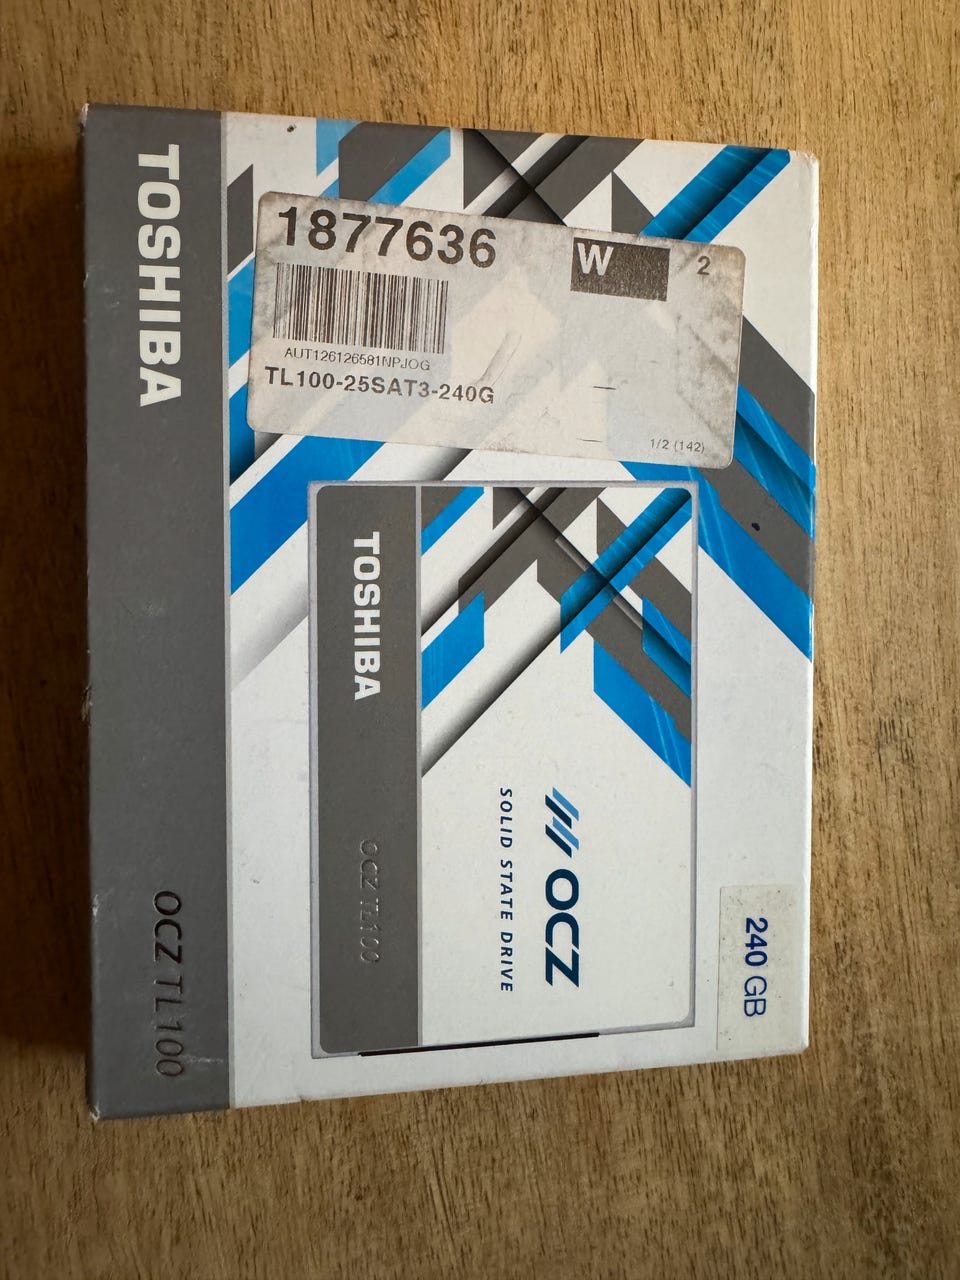 TOSHIBA
OCZ TL100
1877636
W
2
AUT126126581NPJOG
TL100-25SAT3-240G
1/2 (142)
TOSHIBA
OCZ TL100
OCZ
SOLID STATE DRIVE
240 GB